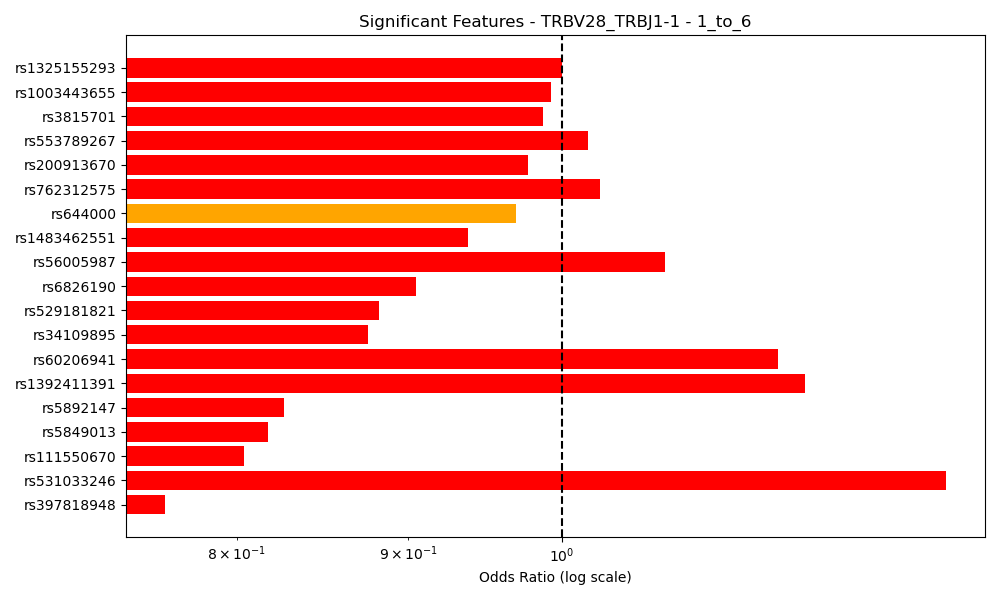 Significant Features - TRBV28_TRBJ1-1 - 1_to_6
rs1325155293
rs1003443655
rs3815701
rs553789267
rs200913670
rs762312575
rs644000
rs1483462551
rs56005987
rs6826190
rs529181821
rs34109895
rs60206941
rs1392411391
rs5892147
rs5849013
rs111550670
rs531033246
rs397818948
8 × 10⁻¹ 9 × 10⁻¹ 10⁰
Odds Ratio (log scale)